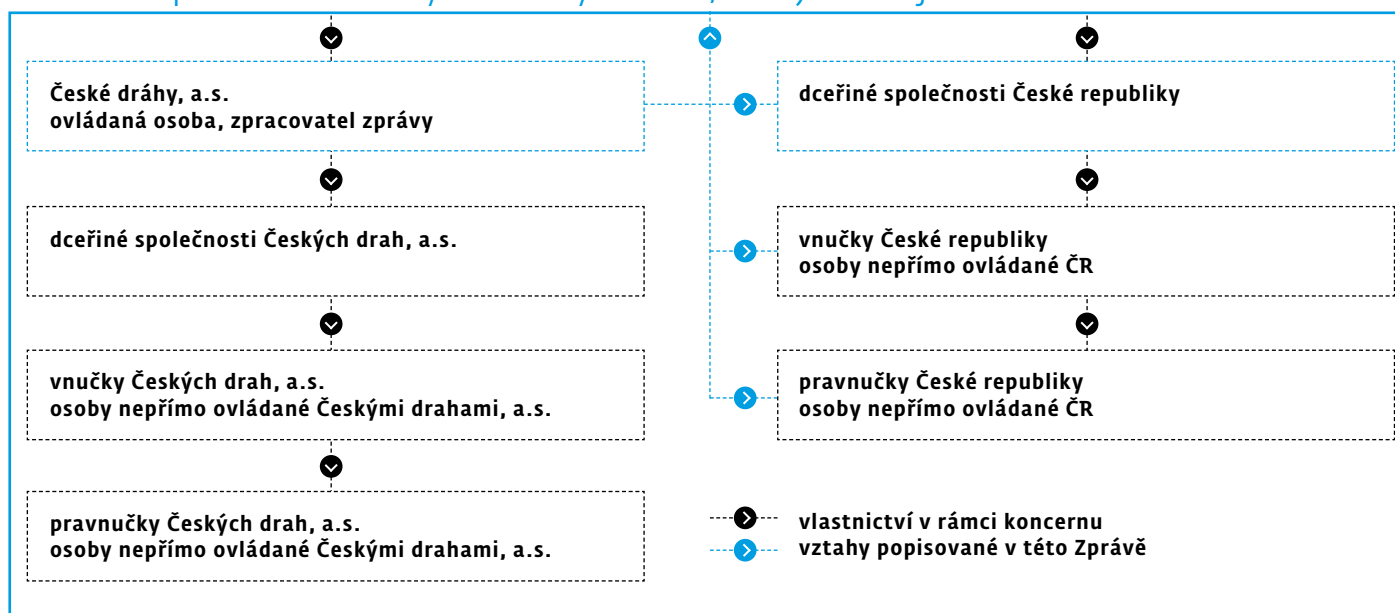 České dráhy, a.s.
ovládaná osoba, zpracovatel zprávy
dceřiné společnosti Českých drah, a.s.
vnučky Českých drah, a.s.
osoby nepřímo ovládané Českými drahami, a.s.
pravnučky Českých drah, a.s.
osoby nepřímo ovládané Českými drahami, a.s.
dceřiné společnosti České republiky
vnučky České republiky
osoby nepřímo ovládané ČR
pravnučky České republiky
osoby nepřímo ovládané ČR
vlastnictví v rámci koncernu
vztahy popisované v této Zprávě